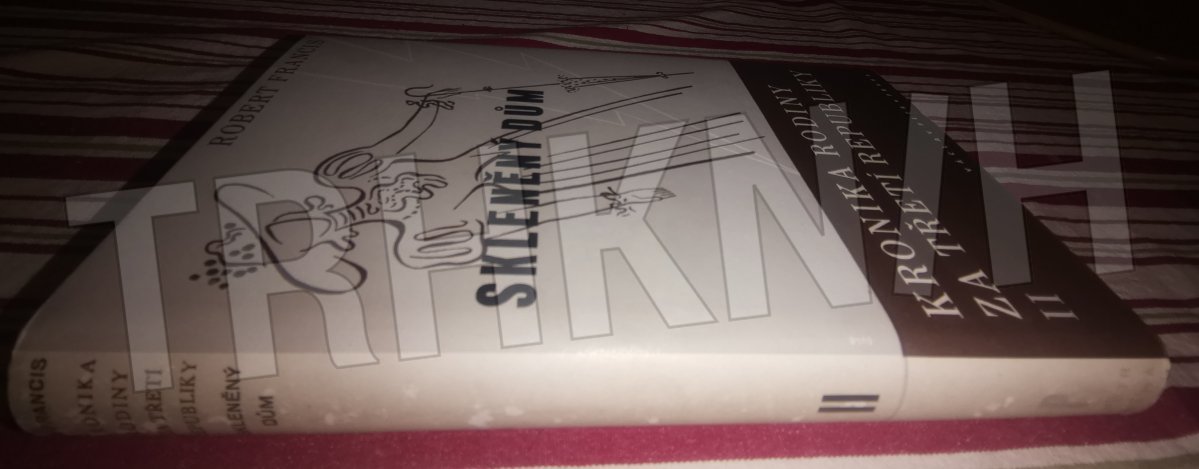 ROBERT FRANCIS
SKLENĚNÝ DŮM
KRONIKA RODINY
ZA TŘETÍ REPUBLIKY
II
TRHKNIH
FRANCIS
KRONIKA
RODINY
ZA TŘETÍ
REPUBLIKY
SKLENĚNÝ
DŮM
II